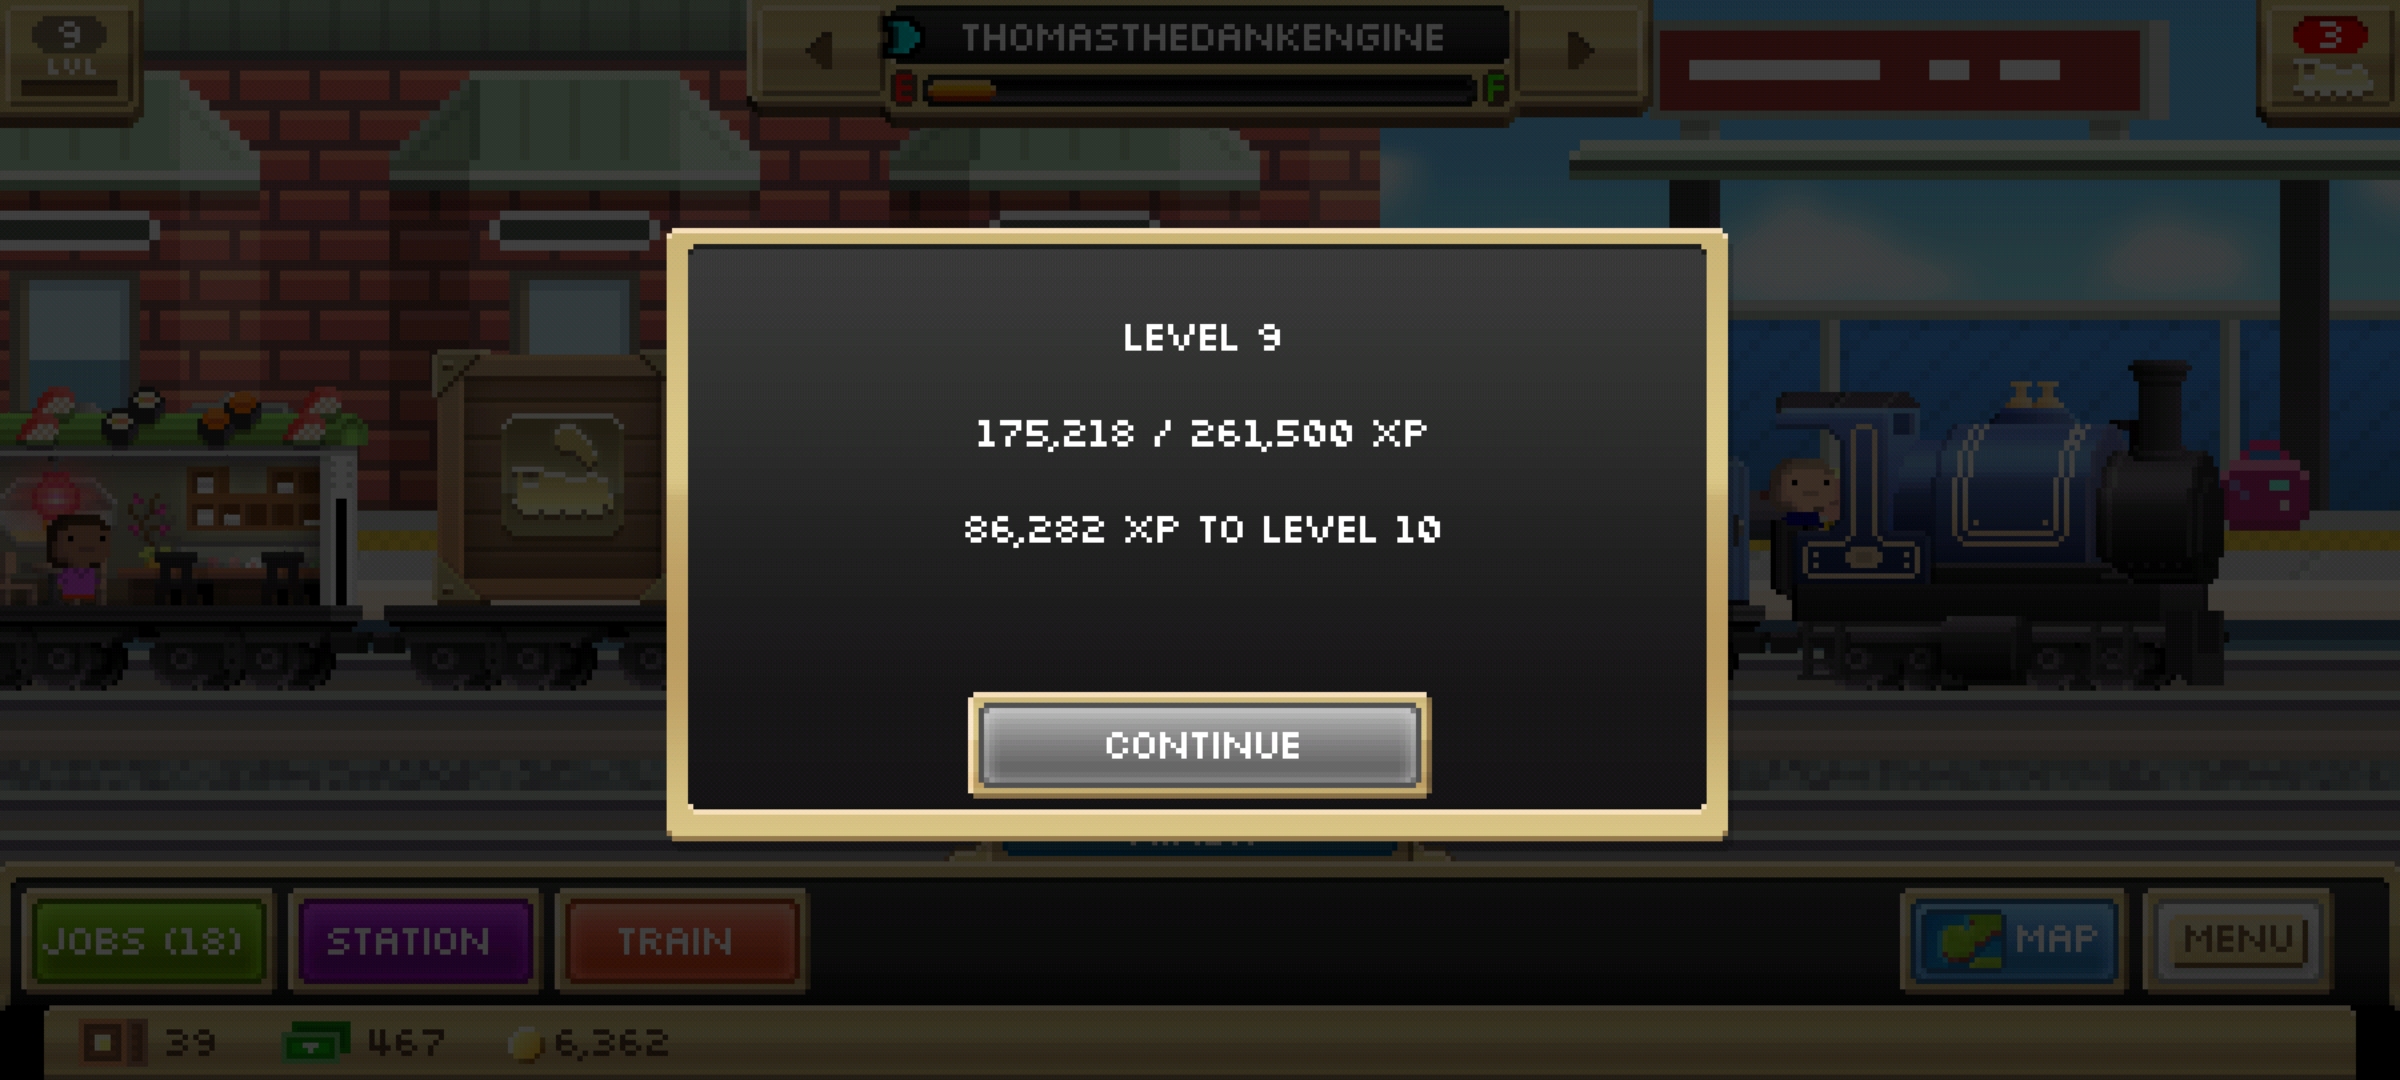 9
LVL
THOMASTHEDANKENGINE
E
F
3
LEVEL 9
175,218 / 261,500 XP
86,282 XP TO LEVEL 10
CONTINUE
JOBS (18)
STATION
TRAIN
MAP
MENU
39
467
6,362